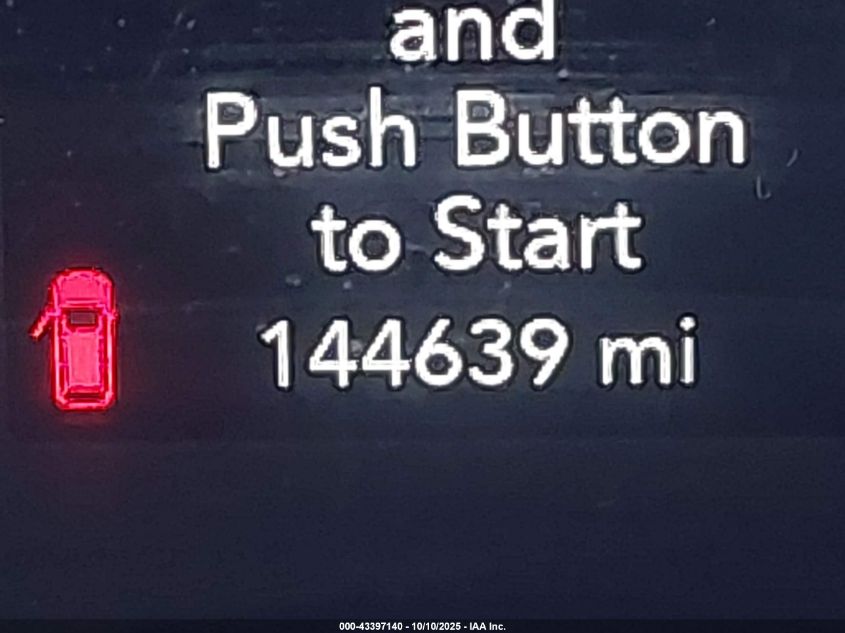 and
Push Button
to Start
144639 mi
000-43397140 - 10/10/2025 - IAA Inc.